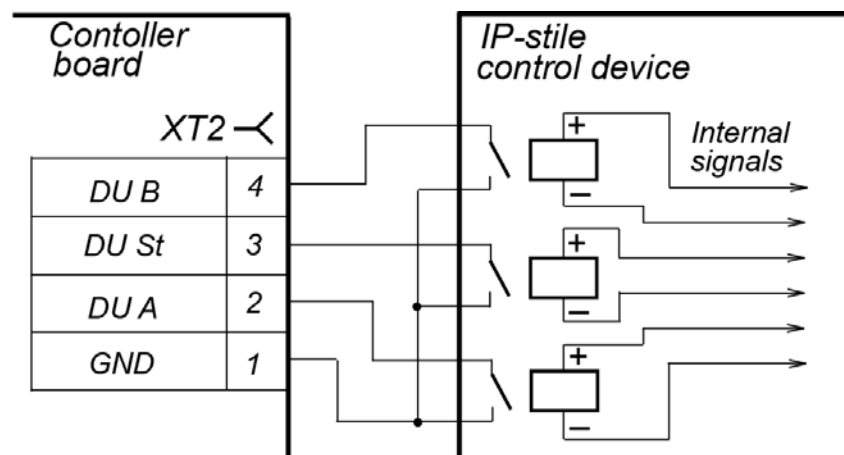 Contoller
board
XT2
DU B 4
DU St 3
DU A 2
GND 1
IP-stile
control device
+
−
+
−
+
−
Internal
signals